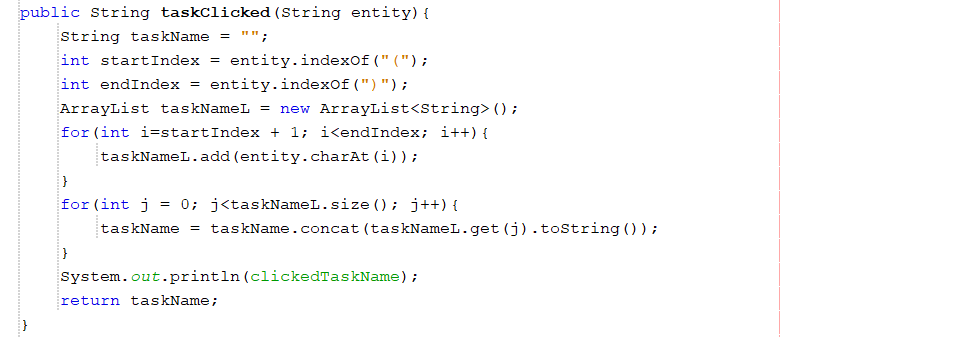 public String taskClicked(String entity){
String taskName = "";
int startIndex = entity.indexOf("(");
int endIndex = entity.indexOf(")");
ArrayList taskNameL = new ArrayList<String>();
for(int i=startIndex + 1; i<endIndex; i++){
taskNameL.add(entity.charAt(i));
}
for(int j = 0; j<taskNameL.size(); j++){
taskName = taskName.concat(taskNameL.get(j).toString());
}
System.out.println(clickedTaskName);
return taskName;
}